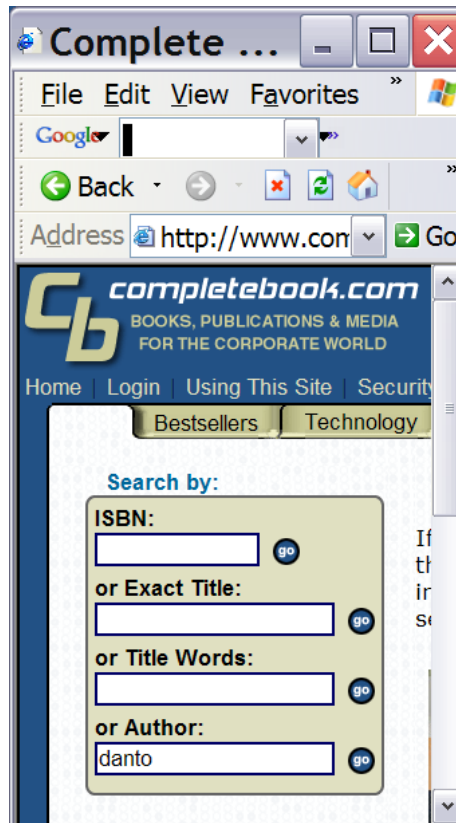 Complete ...
File Edit View Favorites »
Google »
Back »
Address http://www.com Go
Cb completebook.com
BOOKS, PUBLICATIONS & MEDIA
FOR THE CORPORATE WORLD
Home | Login | Using This Site | Security
Bestsellers Technology
Search by:
ISBN:
go
If
or Exact Title:
go
or Title Words:
go
or Author:
danto go